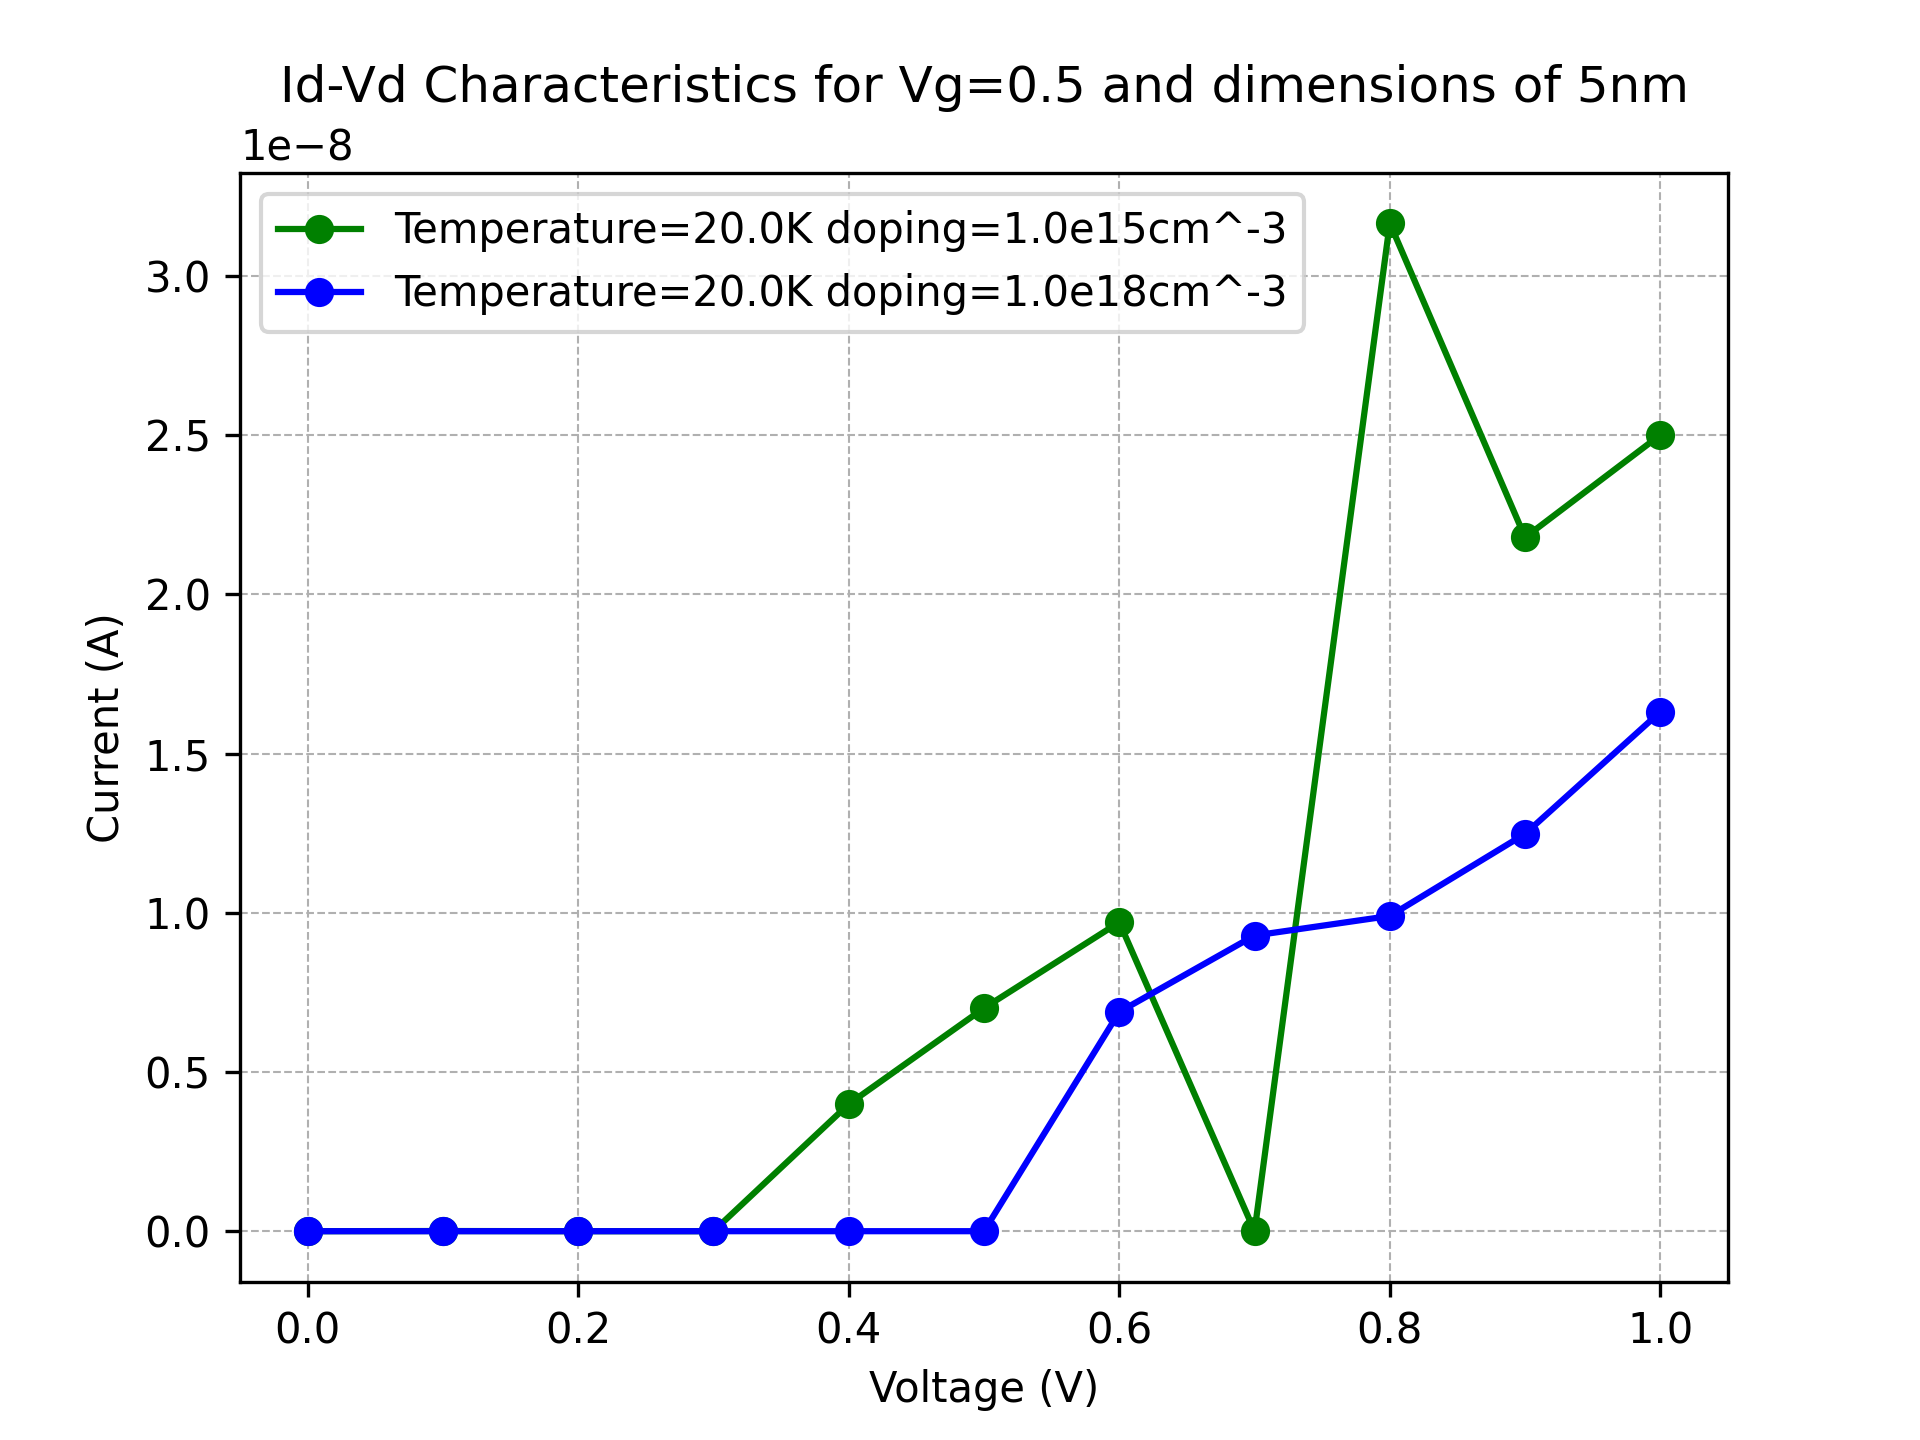 Id-Vd Characteristics for Vg=0.5 and dimensions of 5nm
1e−8
Temperature=20.0K doping=1.0e15cm^-3
Temperature=20.0K doping=1.0e18cm^-3
3.0
2.5
2.0
1.5
1.0
0.5
0.0
Current (A)
0.0 0.2 0.4 0.6 0.8 1.0
Voltage (V)